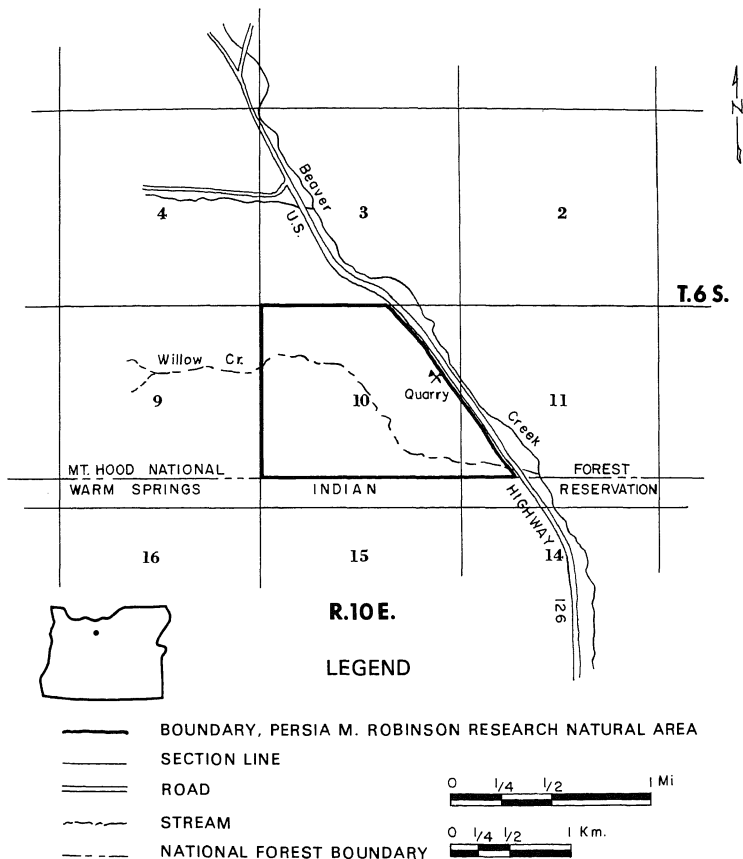 N
Beaver
U.S.
4
3
2
T.6 S.
Willow Cr.
Quarry
9
10
11
Creek
MT. HOOD NATIONAL
FOREST
WARM SPRINGS
INDIAN
RESERVATION
HIGHWAY
16
15
14
126
R.10 E.
LEGEND
BOUNDARY, PERSIA M. ROBINSON RESEARCH NATURAL AREA
SECTION LINE
ROAD
STREAM
NATIONAL FOREST BOUNDARY
0 1/4 1/2 1 Mi
0 1/4 1/2 1 Km.